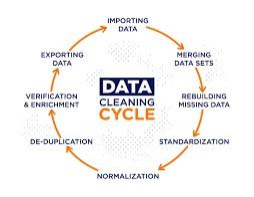 IMPORTING
DATA
MERGING
DATA SETS
REBUILDING
MISSING DATA
STANDARDIZATION
NORMALIZATION
DE-DUPLICATION
VERIFICATION
& ENRICHMENT
EXPORTING
DATA
DATA
CLEANING
CYCLE